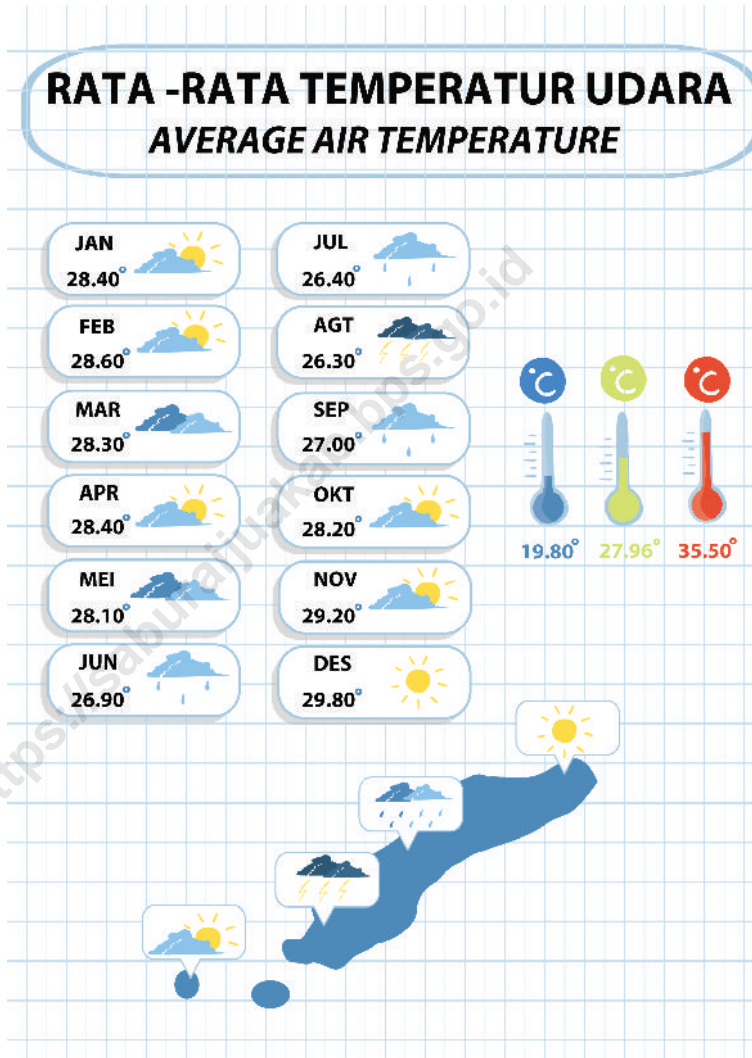 RATA -RATA TEMPERATUR UDARA
AVERAGE AIR TEMPERATURE
JAN
28.40°
FEB
28.60°
MAR
28.30°
APR
28.40°
MEI
28.10°
JUN
26.90°
JUL
26.40°
AGT
26.30°
SEP
27.00°
OKT
28.20°
NOV
29.20°
DES
29.80°
°C
°C
°C
19.80°
27.96°
35.50°
ttps://saburaijuakab.bps.go.id